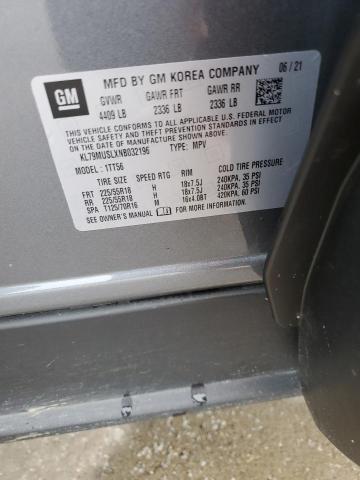 GM
MFD BY GM KOREA COMPANY 06/21
GVWR GAWR FRT GAWR RR
4409 LB 2336 LB 2336 LB
THIS VEHICLE CONFORMS TO ALL APPLICABLE U.S. FEDERAL MOTOR
VEHICLE SAFETY, BUMPER, AND THEFT PREVENTION STANDARDS IN
EFFECT ON THE DATE OF MANUFACTURE SHOWN ABOVE.
KL79MUSLXNB032196 TYPE: MPV
MODEL: 1TT56
TIRE SIZE SPEED RTG RIM COLD TIRE PRESSURE
FRT 225/55R18 H 18x7.5J 240KPA, 35 PSI
RR 225/55R18 H 18x7.5J 240KPA, 35 PSI
SPA T125/70R16 M 16x4.0BT 420KPA, 60 PSI
SEE OWNER'S MANUAL FOR ADDITIONAL INFORMATION